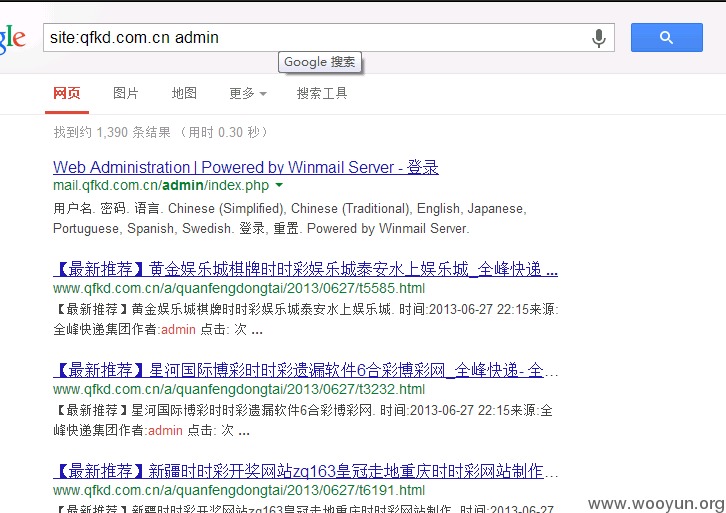 gle
site:qfkd.com.cn admin
Google 搜索
网页 图片 地图 更多 搜索工具
找到约 1,390 条结果 （用时 0.30 秒）
Web Administration | Powered by Winmail Server - 登录
mail.qfkd.com.cn/admin/index.php
用户名. 密码. 语言. Chinese (Simplified), Chinese (Traditional), English, Japanese,
Portuguese, Spanish, Swedish. 登录, 重置. Powered by Winmail Server.
【最新推荐】黄金娱乐城棋牌时时彩娱乐城泰安水上娱乐城_全峰快递 ...
www.qfkd.com.cn/a/quanfengdongtai/2013/0627/t5585.html
【最新推荐】黄金娱乐城棋牌时时彩娱乐城泰安水上娱乐城. 时间:2013-06-27 22:15来源:
全峰快递集团作者:admin 点击: 次 ...
【最新推荐】星河国际博彩时时彩遗漏软件6合彩博彩网_全峰快递- 全...
www.qfkd.com.cn/a/quanfengdongtai/2013/0627/t3232.html
【最新推荐】星河国际博彩时时彩遗漏软件6合彩博彩网. 时间:2013-06-27 22:15来源:全
峰快递集团作者:admin 点击: 次 ...
【最新推荐】新疆时时彩开奖网站zq163皇冠走地重庆时时彩网站制作...
www.qfkd.com.cn/a/quanfengdongtai/2013/0627/t6191.html
【最新推荐】新疆时时彩开奖网站zq163皇冠走地重庆时时彩网站制作. 时间:2013-06-27
www.wooyun.org